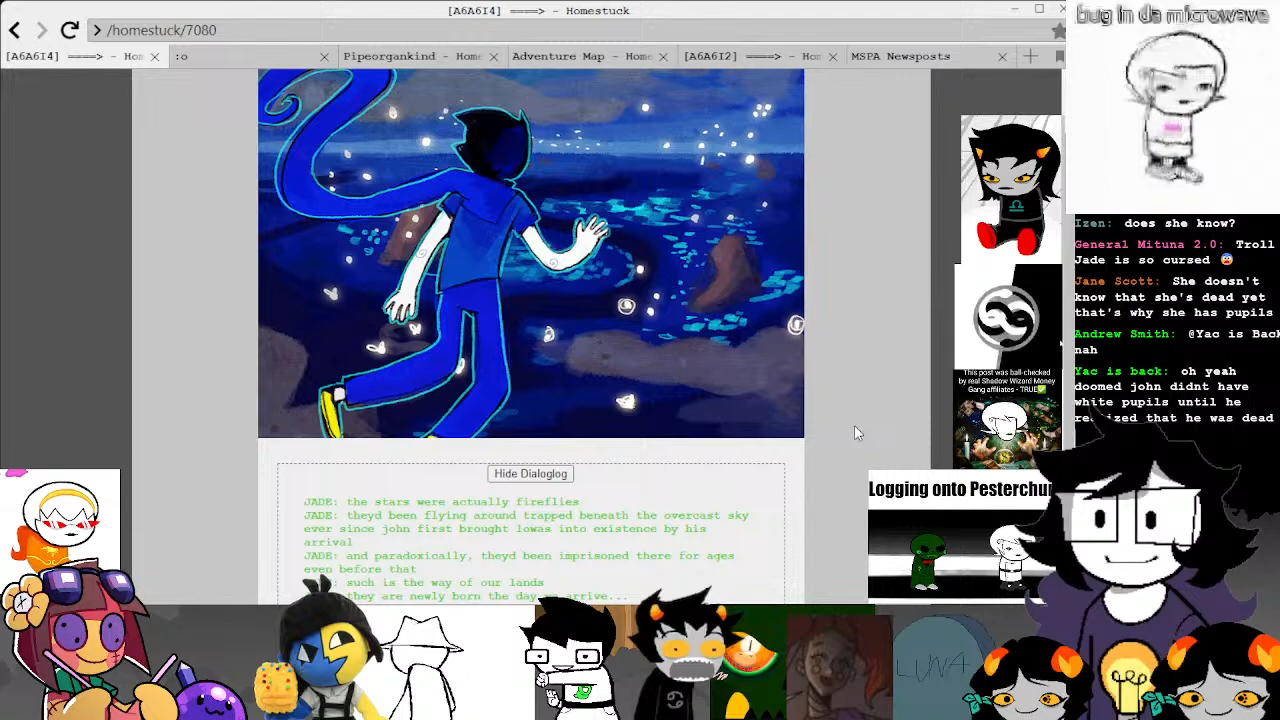 [A6A6I4] ====> - Homestuck
/homestuck/7080
[A6A6I4] ====> - Hom
:o
Pipeorgankind - Home
Adventure Map - Home
[A6A6I2] ====> - Hom
MSPA Newsposts
bug in da microwave
Izen: does she know?
General Mituna 2.0: Troll
Jade is so cursed 😨
Jane Scott: She doesn't
know that she's dead yet
that's why she has pupils
Andrew Smith: @Yac is Back
nah
Yac is back: oh yeah
doomed john didnt have
white pupils until he
realized that he was dead
This post was ball-checked
by real Shadow Wizard Money
Gang affiliates - TRUE✅
Logging onto Pesterchu
Hide Dialoglog
JADE: the stars were actually fireflies
JADE: theyd been flying around trapped beneath the overcast sky
ever since john first brought lowas into existence by his
arrival
JADE: and paradoxically, theyd been imprisoned there for ages
even before that
such is the way of our lands
they are newly born the day we arrive...
LUNA